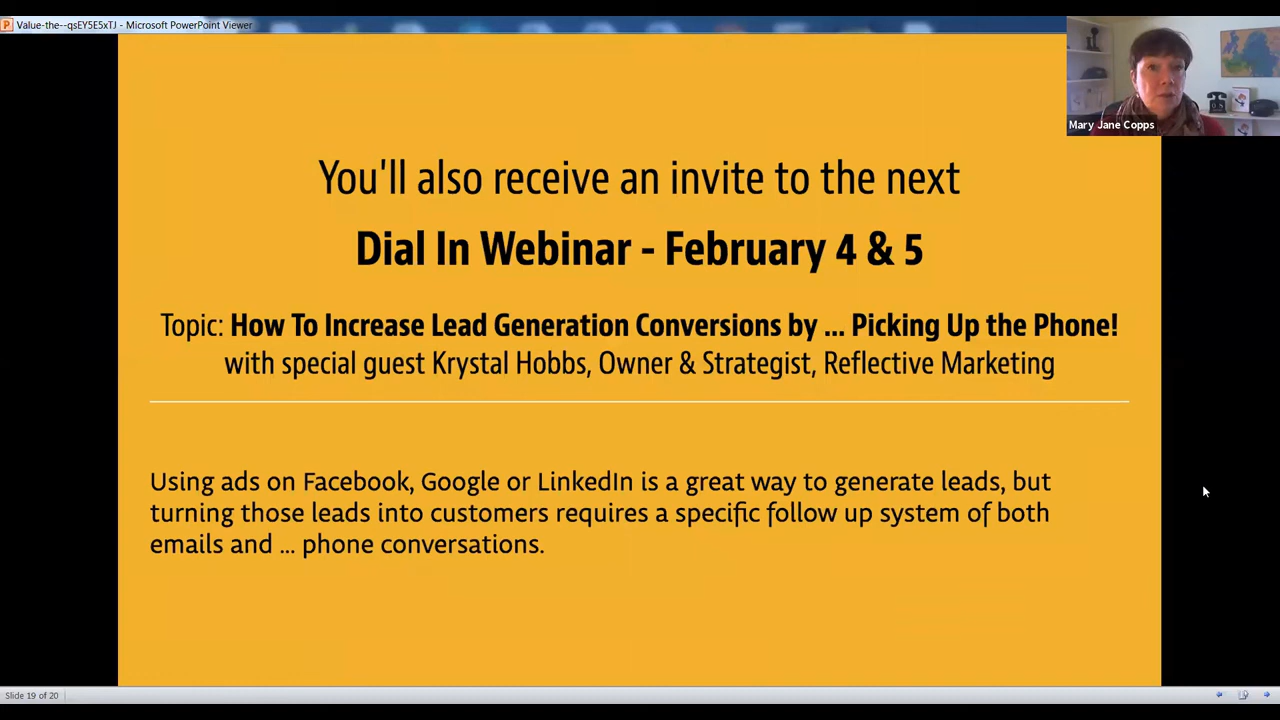 Value-the--qsEY5E5xTJ - Microsoft PowerPoint Viewer
Mary Jane Copps
You'll also receive an invite to the next
Dial In Webinar - February 4 & 5
Topic: How To Increase Lead Generation Conversions by ... Picking Up the Phone!
with special guest Krystal Hobbs, Owner & Strategist, Reflective Marketing
Using ads on Facebook, Google or LinkedIn is a great way to generate leads, but
turning those leads into customers requires a specific follow up system of both
emails and ... phone conversations.
Slide 19 of 20